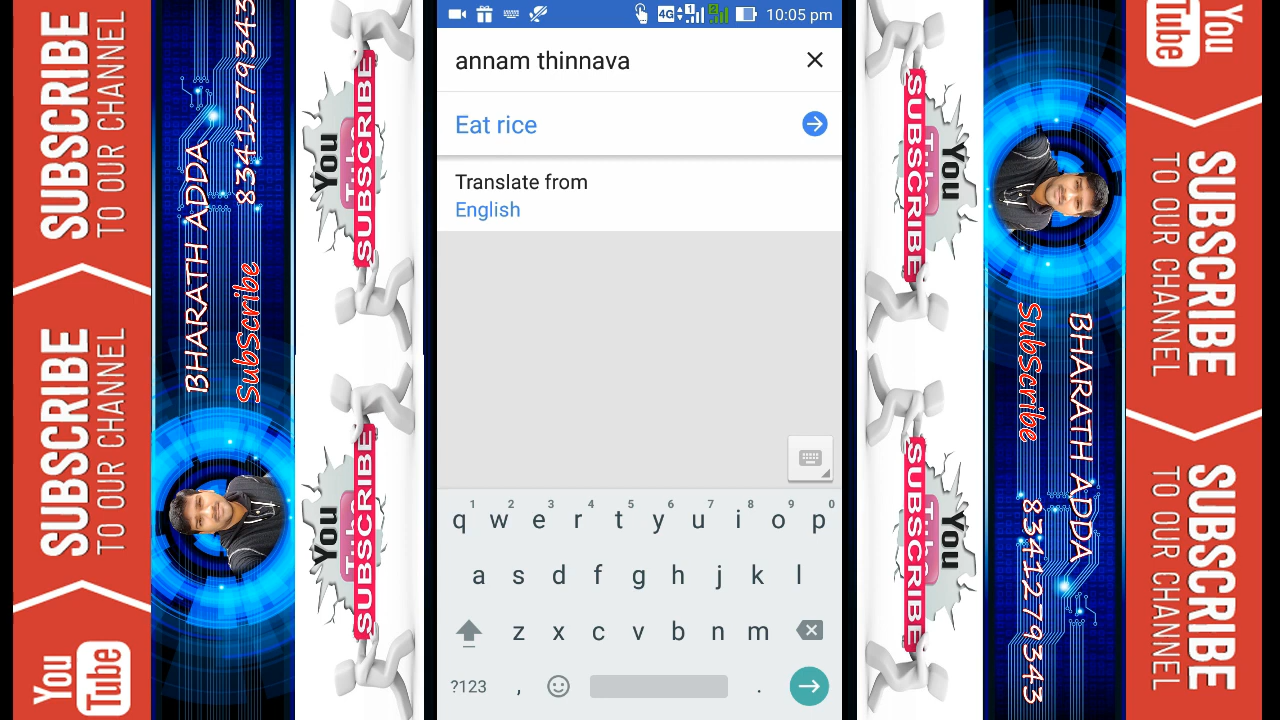 SUBSCRIBE
TO OUR CHANNEL
SUBSCRIBE
TO OUR CHANNEL
You
Tube
BHARATH ADDA
8341279343
SubScribe
You
SUBSCRIBE
You
SUBSCRIBE
4G
1
2
10:05 pm
annam thinnava
Eat rice
Translate from
English
1 2 3 4 5 6 7 8 9 0
q w e r t y u i o p
a s d f g h j k l
z x c v b n m
?123 , .
SUBSCRIBE
You
SUBSCRIBE
You
SubScribe
8341279343
BHARATH ADDA
You
Tube
SUBSCRIBE
TO OUR CHANNEL
SUBSCRIBE
TO OUR CHANNEL